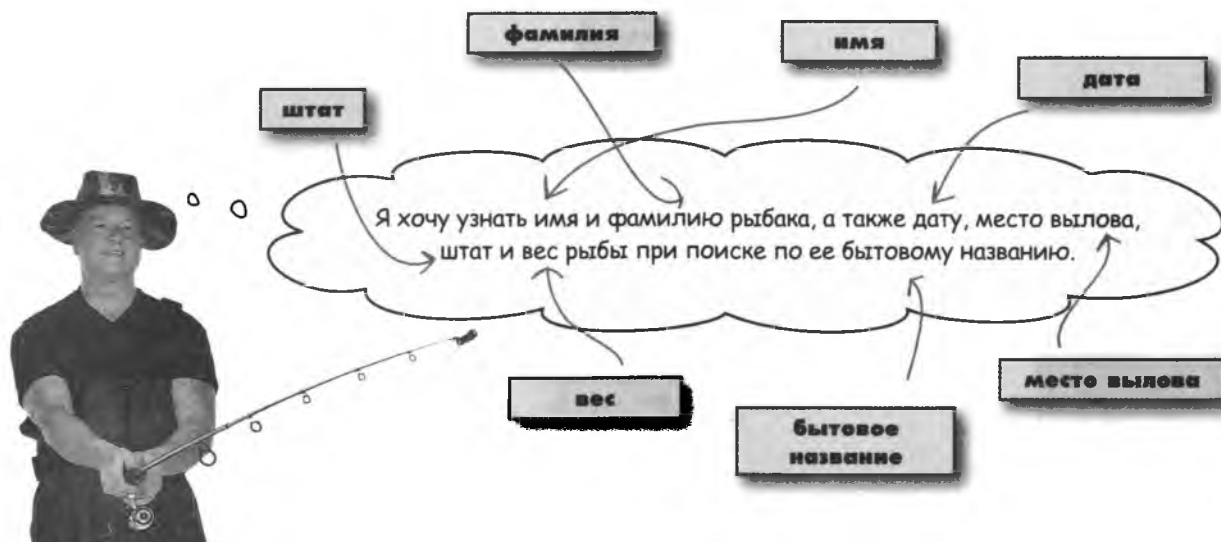 фамилия
имя
дата
штат
Я хочу узнать имя и фамилию рыбака, а также дату, место вылова,
штат и вес рыбы при поиске по ее бытовому названию.
вес
место вылова
бытовое
название